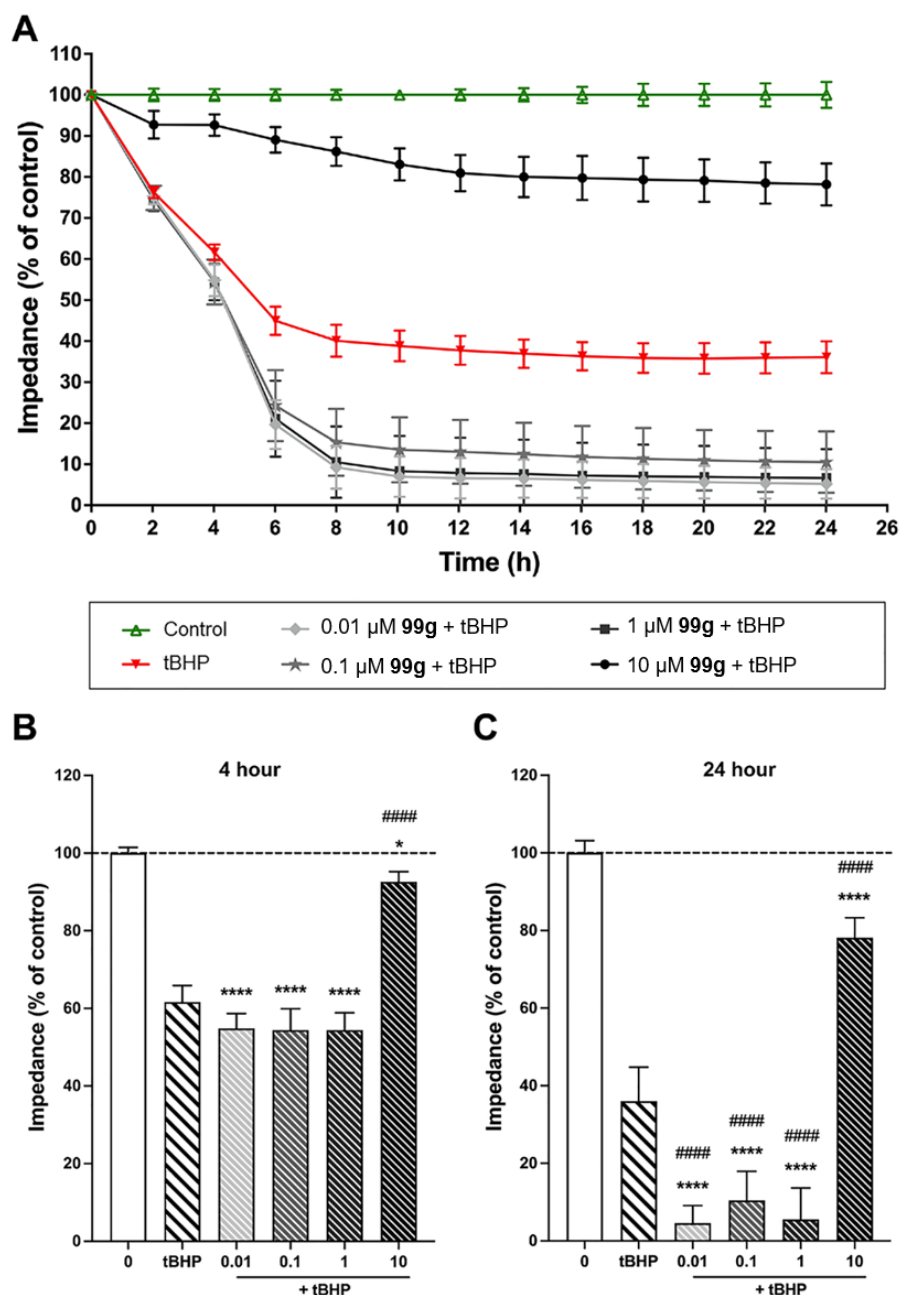 A
Impedance (% of control)
110
100
90
80
70
60
50
40
30
20
10
0
0 2 4 6 8 10 12 14 16 18 20 22 24 26
Time (h)
Control 0.01 µM 99g + tBHP 1 µM 99g + tBHP
tBHP 0.1 µM 99g + tBHP 10 µM 99g + tBHP
B
4 hour
Impedance (% of control)
120
100
80
60
40
20
0
####
*
**** **** ****
0 tBHP 0.01 0.1 1 10
+ tBHP
C
24 hour
Impedance (% of control)
120
100
80
60
40
20
0
####
****
#### #### ####
**** **** ****
0 tBHP 0.01 0.1 1 10
+ tBHP